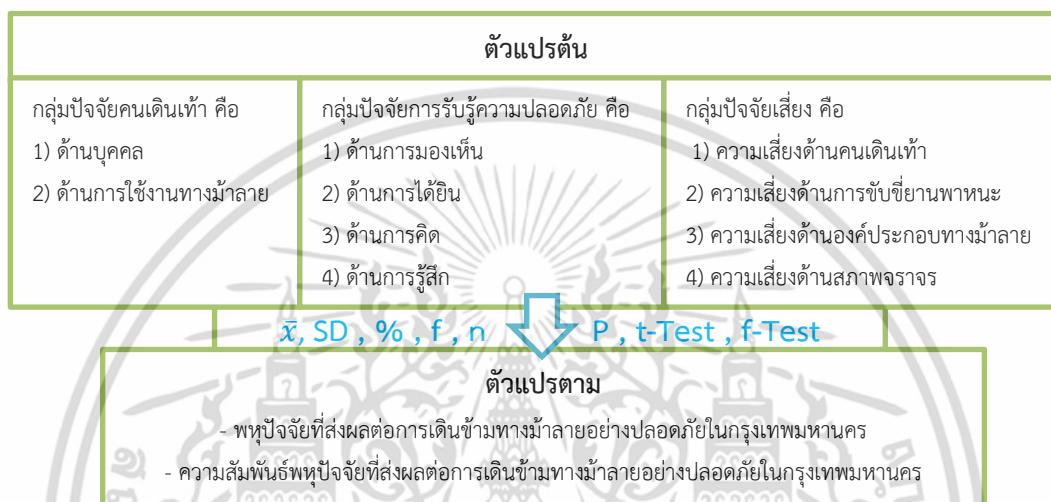 ตัวแปรต้น
กลุ่มปัจจัยคนเดินเท้า คือ
1) ด้านบุคคล
2) ด้านการใช้งานทางม้าลาย
กลุ่มปัจจัยการรับรู้ความปลอดภัย คือ
1) ด้านการมองเห็น
2) ด้านการได้ยิน
3) ด้านการคิด
4) ด้านการรู้สึก
กลุ่มปัจจัยเสี่ยง คือ
1) ความเสี่ยงด้านคนเดินเท้า
2) ความเสี่ยงด้านการขับขี่ยานพาหนะ
3) ความเสี่ยงด้านองค์ประกอบทางม้าลาย
4) ความเสี่ยงด้านสภาพจราจร
x̄, SD , % , f , n P , t-Test , f-Test
ตัวแปรตาม
- พหุปัจจัยที่ส่งผลต่อการเดินข้ามทางม้าลายอย่างปลอดภัยในกรุงเทพมหานคร
- ความสัมพันธ์พหุปัจจัยที่ส่งผลต่อการเดินข้ามทางม้าลายอย่างปลอดภัยในกรุงเทพมหานคร